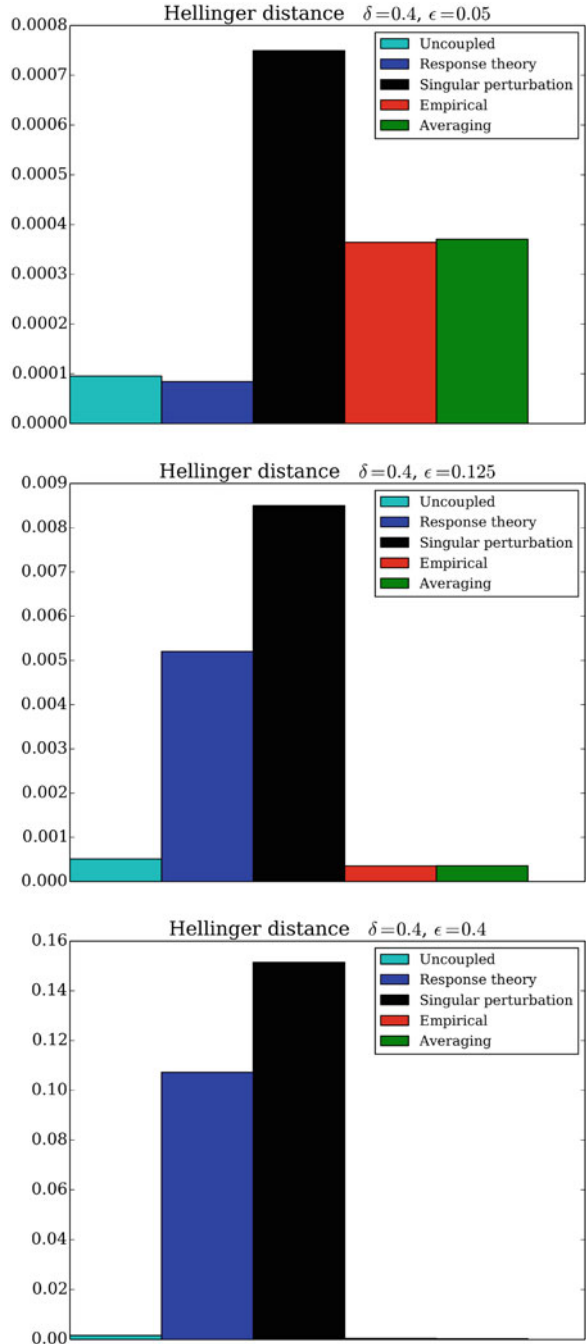 Hellinger distance δ=0.4, ϵ=0.05
0.0008
0.0007
0.0006
0.0005
0.0004
0.0003
0.0002
0.0001
0.0000
Uncoupled
Response theory
Singular perturbation
Empirical
Averaging
Hellinger distance δ=0.4, ϵ=0.125
0.009
0.008
0.007
0.006
0.005
0.004
0.003
0.002
0.001
0.000
Uncoupled
Response theory
Singular perturbation
Empirical
Averaging
Hellinger distance δ=0.4, ϵ=0.4
0.16
0.14
0.12
0.10
0.08
0.06
0.04
0.02
0.00
Uncoupled
Response theory
Singular perturbation
Empirical
Averaging